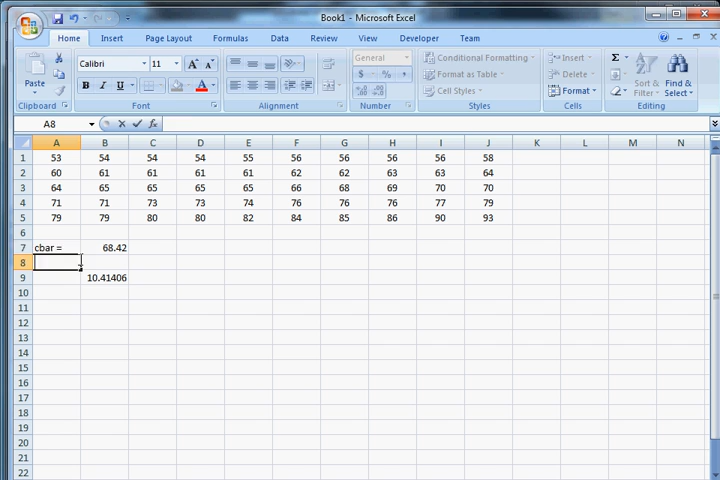 Book1 - Microsoft Excel
Home Insert Page Layout Formulas Data Review View Developer Team
Paste
Calibri 11
B I U
General
$ % ,
Conditional Formatting
Format as Table
Cell Styles
Insert
Delete
Format
Σ
Sort & Filter
Find & Select
Clipboard Font Alignment Number Styles Cells Editing
A8 fx
A B C D E F G H I J K L M N
1 53 54 54 54 55 56 56 56 56 58
2 60 61 61 61 61 62 62 63 63 64
3 64 65 65 65 65 66 68 69 70 70
4 71 71 73 73 74 76 76 76 77 79
5 79 79 80 80 82 84 85 86 90 93
6
7 cbar = 68.42
8
9 10.41406
10
11
12
13
14
15
16
17
18
19
20
21
22